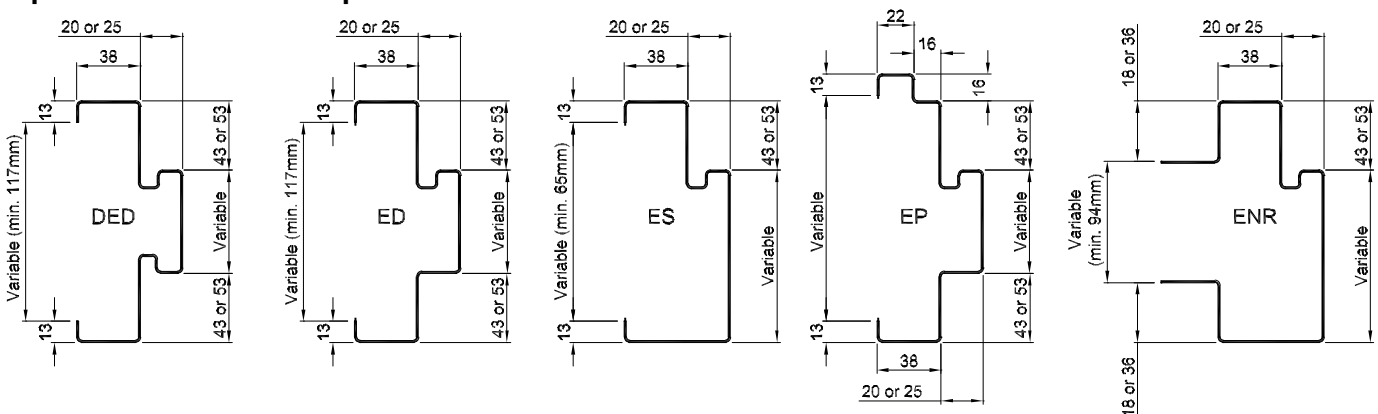 20 or 25
38
13
Variable (min. 117mm)
13
DED
43 or 53
Variable
43 or 53
20 or 25
38
13
Variable (min. 117mm)
13
ED
43 or 53
Variable
43 or 53
20 or 25
38
13
Variable (min. 65mm)
13
ES
43 or 53
Variable
22
16
16
13
Variable
13
EP
43 or 53
Variable
43 or 53
38
20 or 25
20 or 25
38
18 or 36
Variable
(min. 94mm)
18 or 36
ENR
43 or 53
Variable